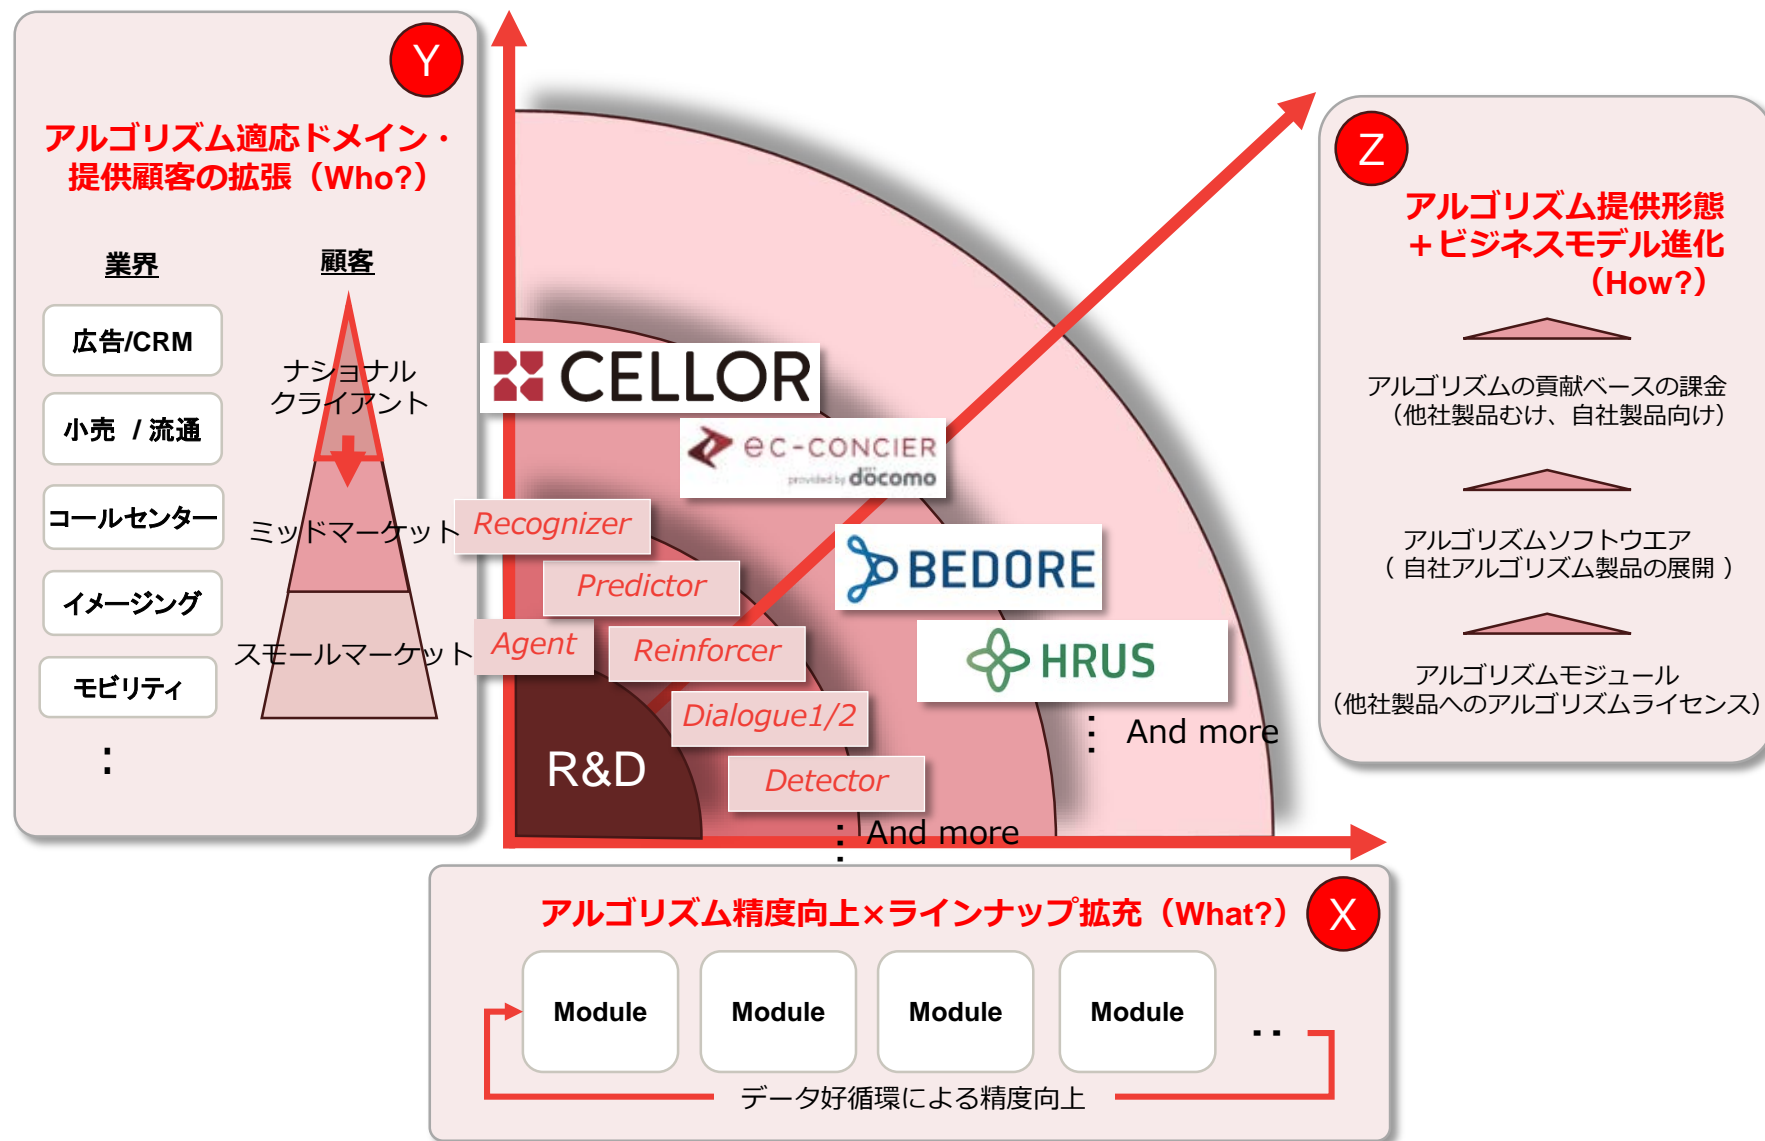 Y
アルゴリズム適応ドメイン・
提供顧客の拡張（Who?）
業界
顧客
広告/CRM
小売 / 流通
コールセンター
イメージング
モビリティ
：
ナショナル
クライアント
ミッドマーケット
スモールマーケット
CELLOR
ec-concier
provided by docomo
BEDORE
HRUS
： And more
Recognizer
Predictor
Agent
Reinforcer
Dialogue1/2
Detector
： And more
R&D
Z
アルゴリズム提供形態
＋ビジネスモデル進化
（How?）
アルゴリズムの貢献ベースの課金
（他社製品むけ、自社製品向け）
アルゴリズムソフトウエア
（ 自社アルゴリズム製品の展開 ）
アルゴリズムモジュール
（他社製品へのアルゴリズムライセンス）
アルゴリズム精度向上×ラインナップ拡充（What?）
X
Module
Module
Module
Module
‥
データ好循環による精度向上